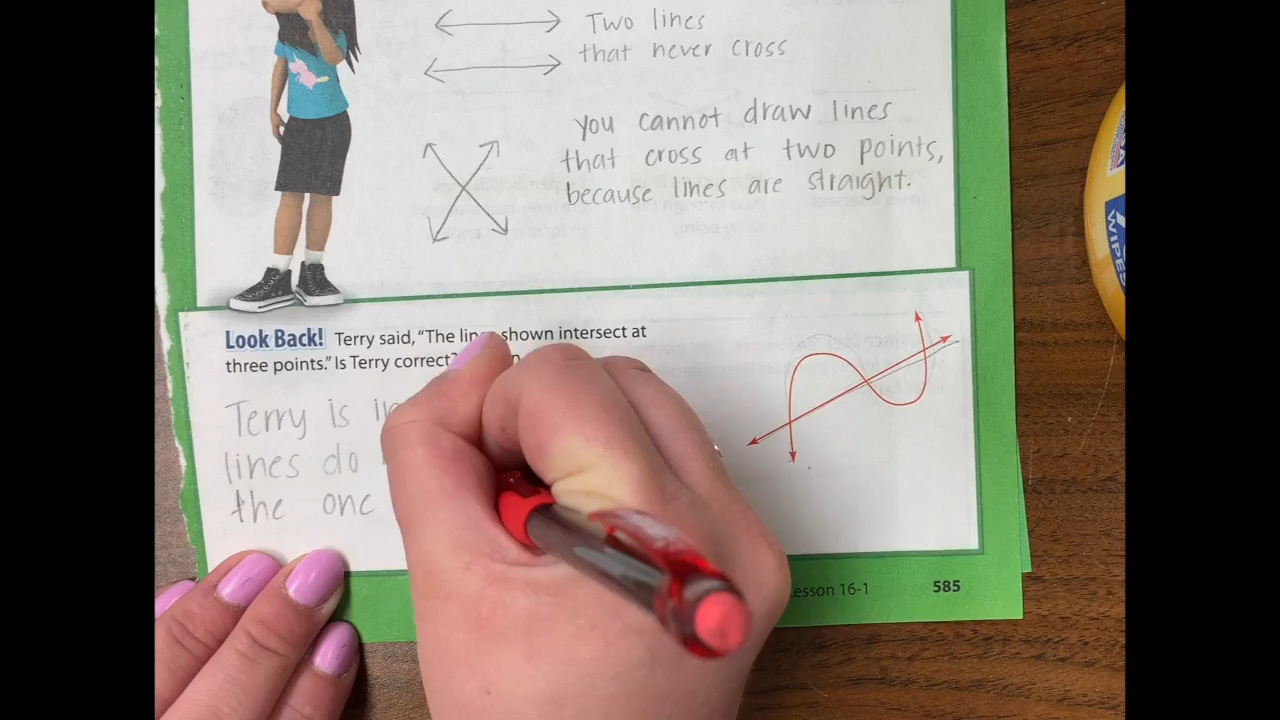 Two lines
that never cross
You cannot draw lines
that cross at two points,
because lines are straight.
Look Back! Terry said, "The lines shown intersect at
three points." Is Terry correct?
Terry is
lines do
the one
Lesson 16-1 585
WIPES